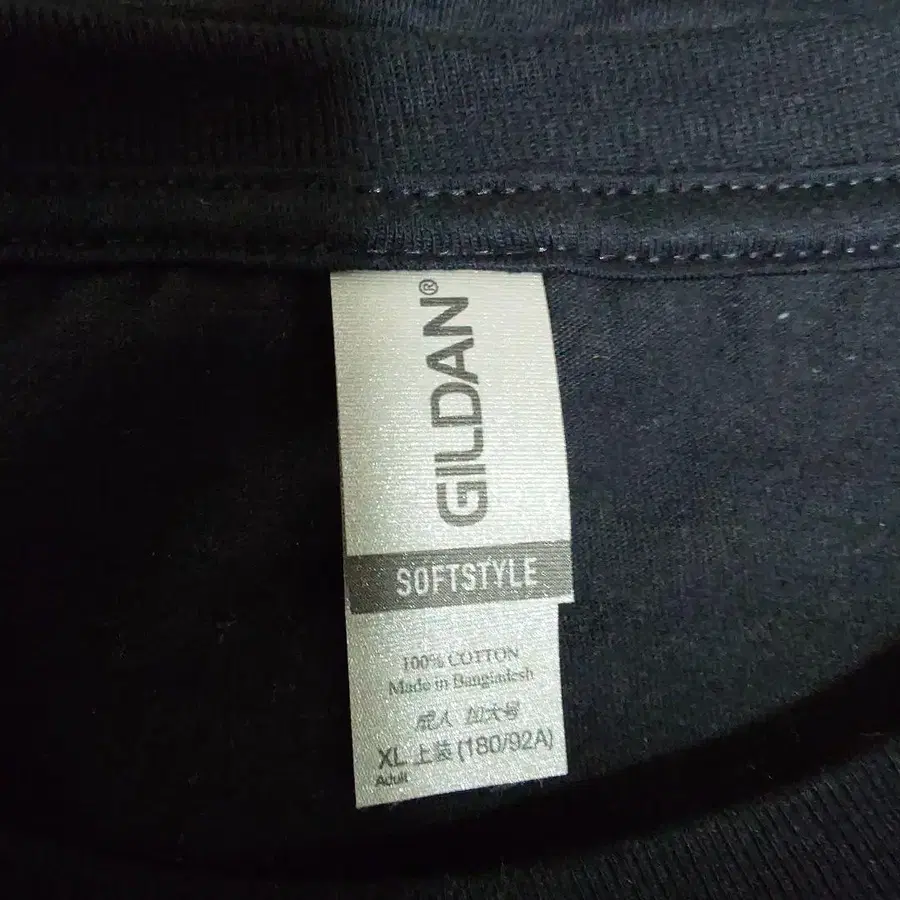 GILDAN®
SOFTSTYLE
100% COTTON
Made in Bangladesh
成人 加大号
XL 上装 (180/92A)
Adult